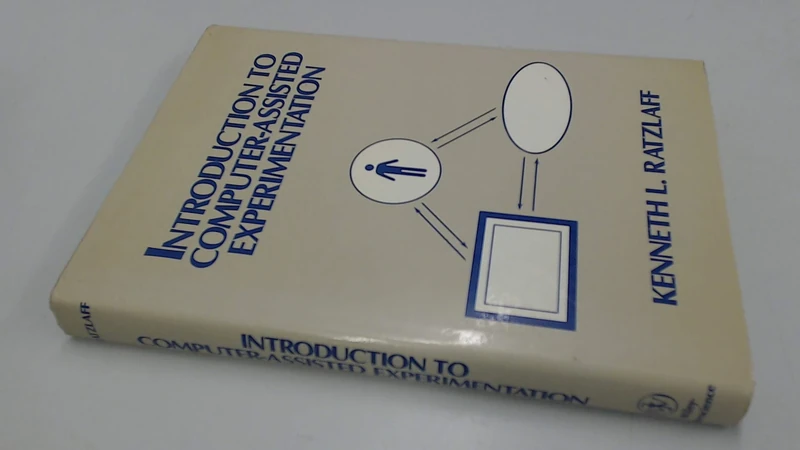 INTRODUCTION TO
COMPUTER-ASSISTED
EXPERIMENTATION
KENNETH L. RATZLAFF
RATZLAFF
INTRODUCTION TO
COMPUTER-ASSISTED EXPERIMENTATION